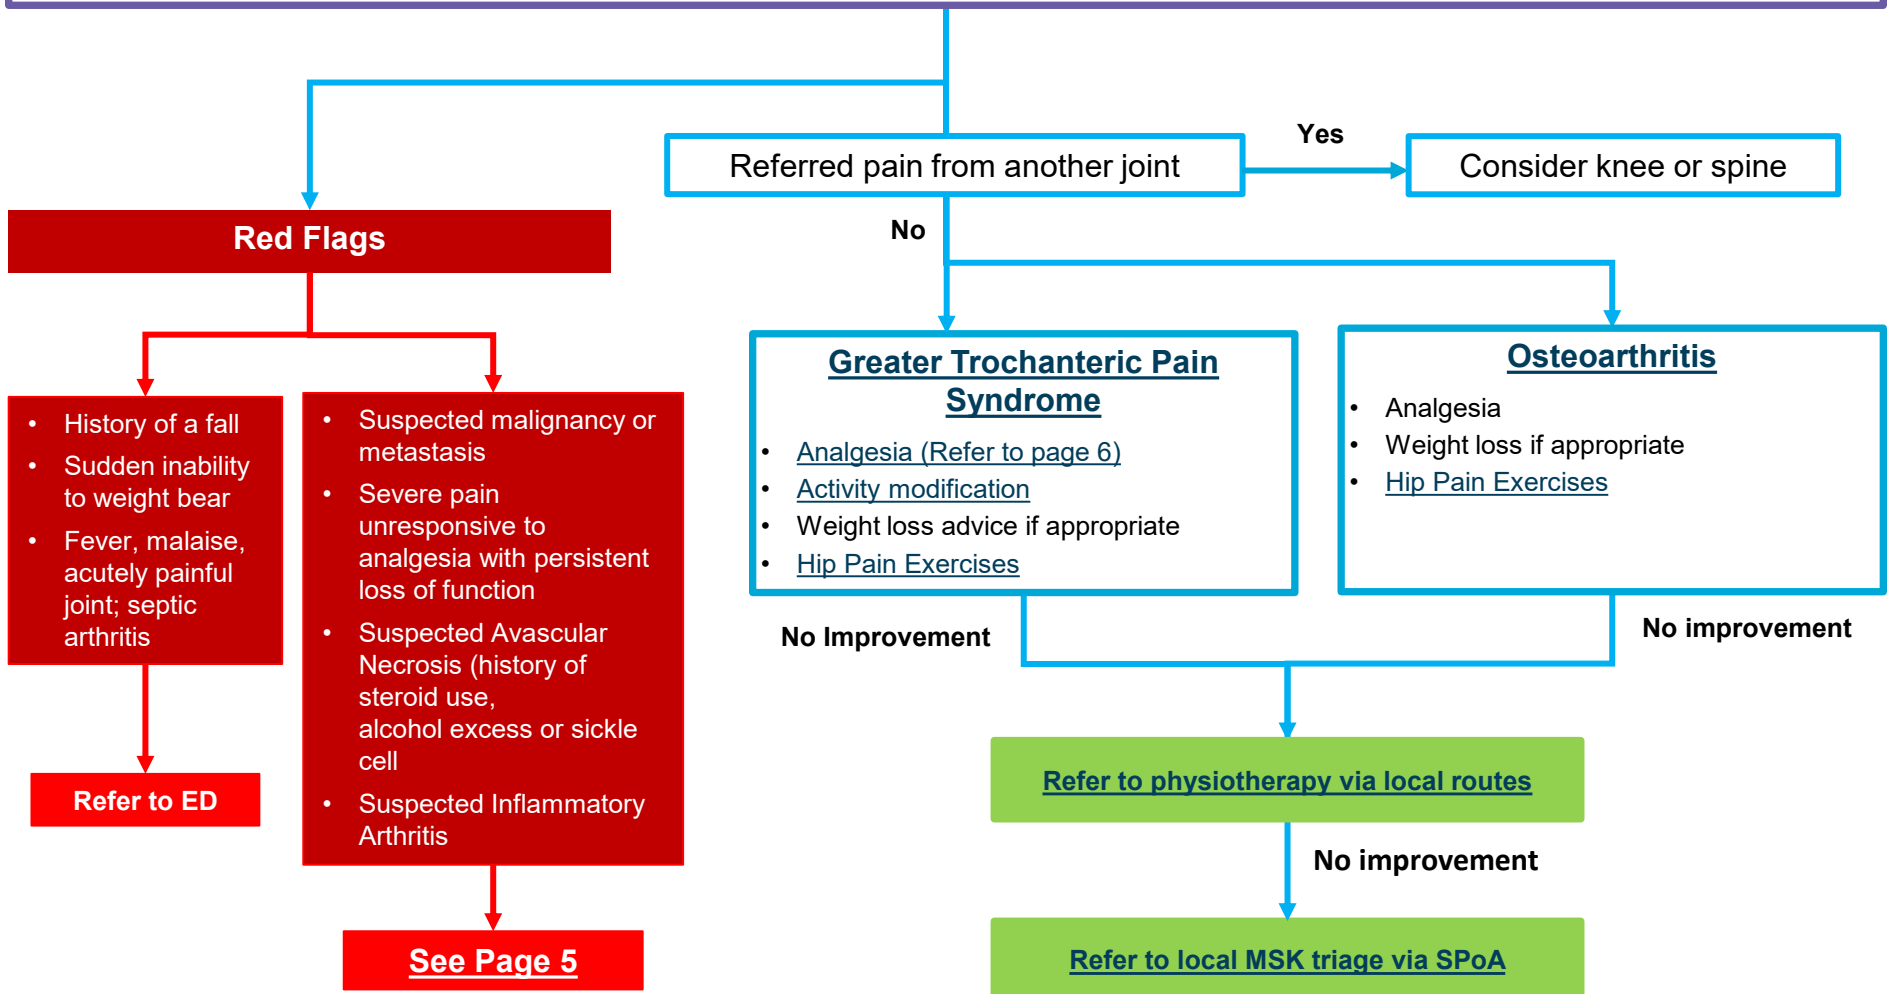 Referred pain from another joint
Yes
Consider knee or spine
No
Red Flags
• History of a fall
• Sudden inability
to weight bear
• Fever, malaise,
acutely painful
joint; septic
arthritis
Refer to ED
• Suspected malignancy or
metastasis
• Severe pain
unresponsive to
analgesia with persistent
loss of function
• Suspected Avascular
Necrosis (history of
steroid use,
alcohol excess or sickle
cell
• Suspected Inflammatory
Arthritis
See Page 5
Greater Trochanteric Pain
Syndrome
• Analgesia (Refer to page 6)
• Activity modification
• Weight loss advice if appropriate
• Hip Pain Exercises
Osteoarthritis
• Analgesia
• Weight loss if appropriate
• Hip Pain Exercises
No Improvement
No improvement
Refer to physiotherapy via local routes
No improvement
Refer to local MSK triage via SPoA